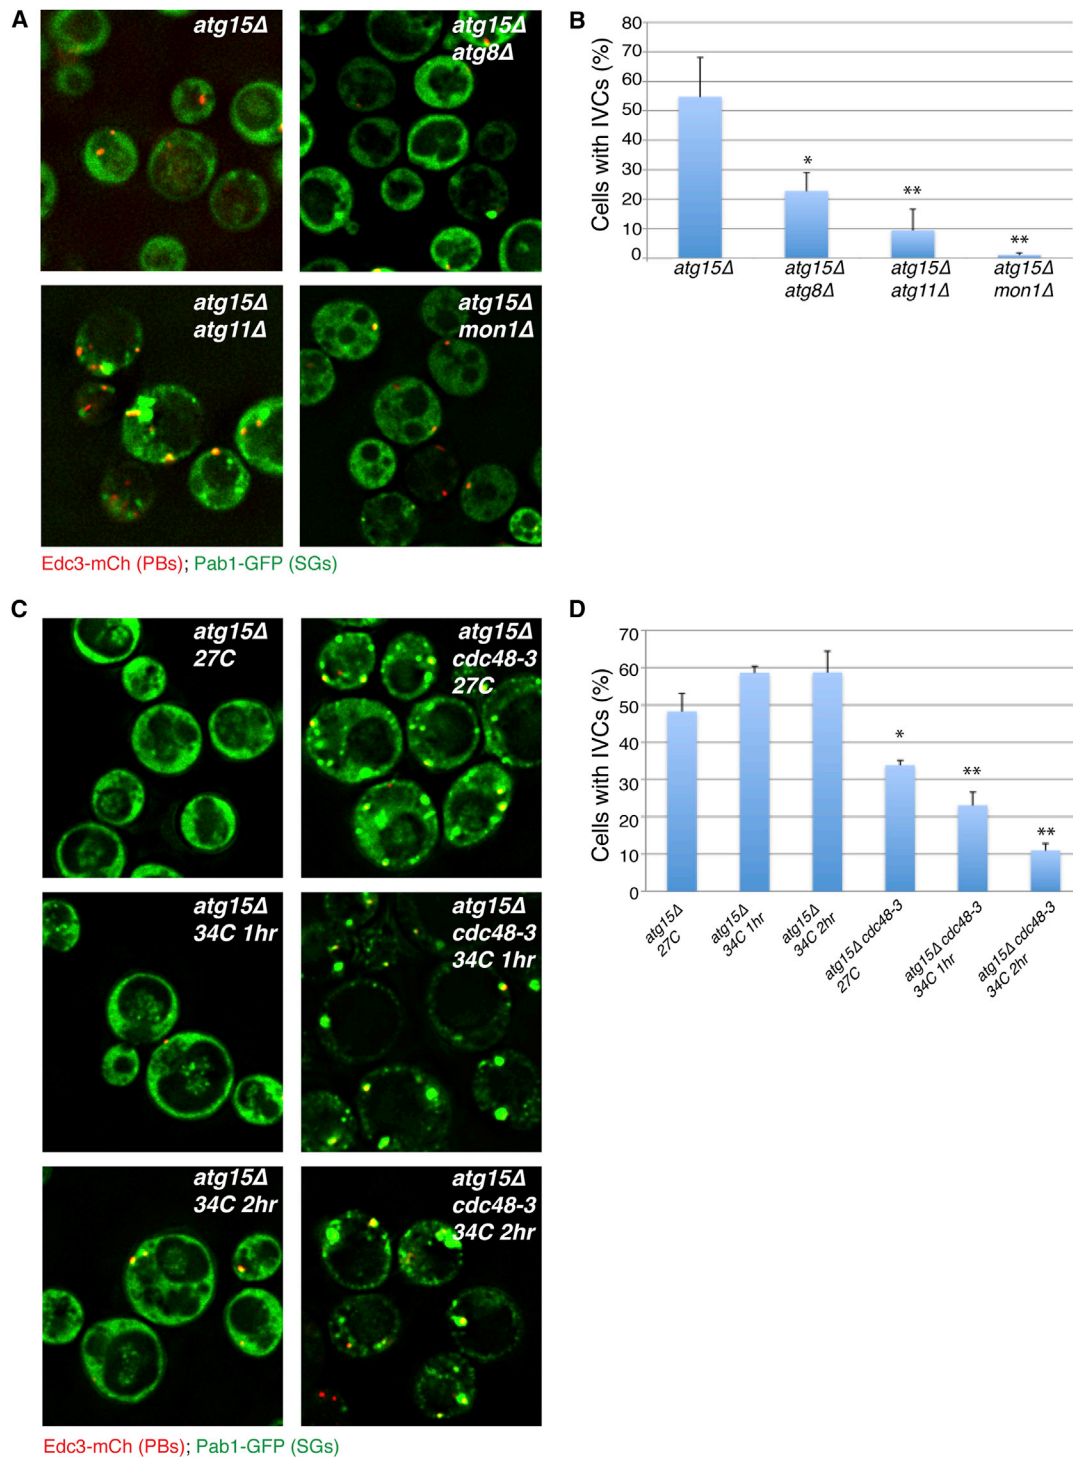 A
atg15Δ
atg15Δ
atg8Δ
atg15Δ
atg11Δ
atg15Δ
mon1Δ
Edc3-mCh (PBs); Pab1-GFP (SGs)
B
Cells with IVCs (%)
80
70
60
50
40
30
20
10
0
*
**
**
atg15Δ
atg15Δ
atg8Δ
atg15Δ
atg11Δ
atg15Δ
mon1Δ
C
atg15Δ
27C
atg15Δ
cdc48-3
27C
atg15Δ
34C 1hr
atg15Δ
cdc48-3
34C 1hr
atg15Δ
34C 2hr
atg15Δ
cdc48-3
34C 2hr
Edc3-mCh (PBs); Pab1-GFP (SGs)
D
Cells with IVCs (%)
70
60
50
40
30
20
10
0
*
**
**
atg15Δ
27C
atg15Δ
34C 1hr
atg15Δ
34C 2hr
atg15Δ cdc48-3
27C
atg15Δ cdc48-3
34C 1hr
atg15Δ cdc48-3
34C 2hr